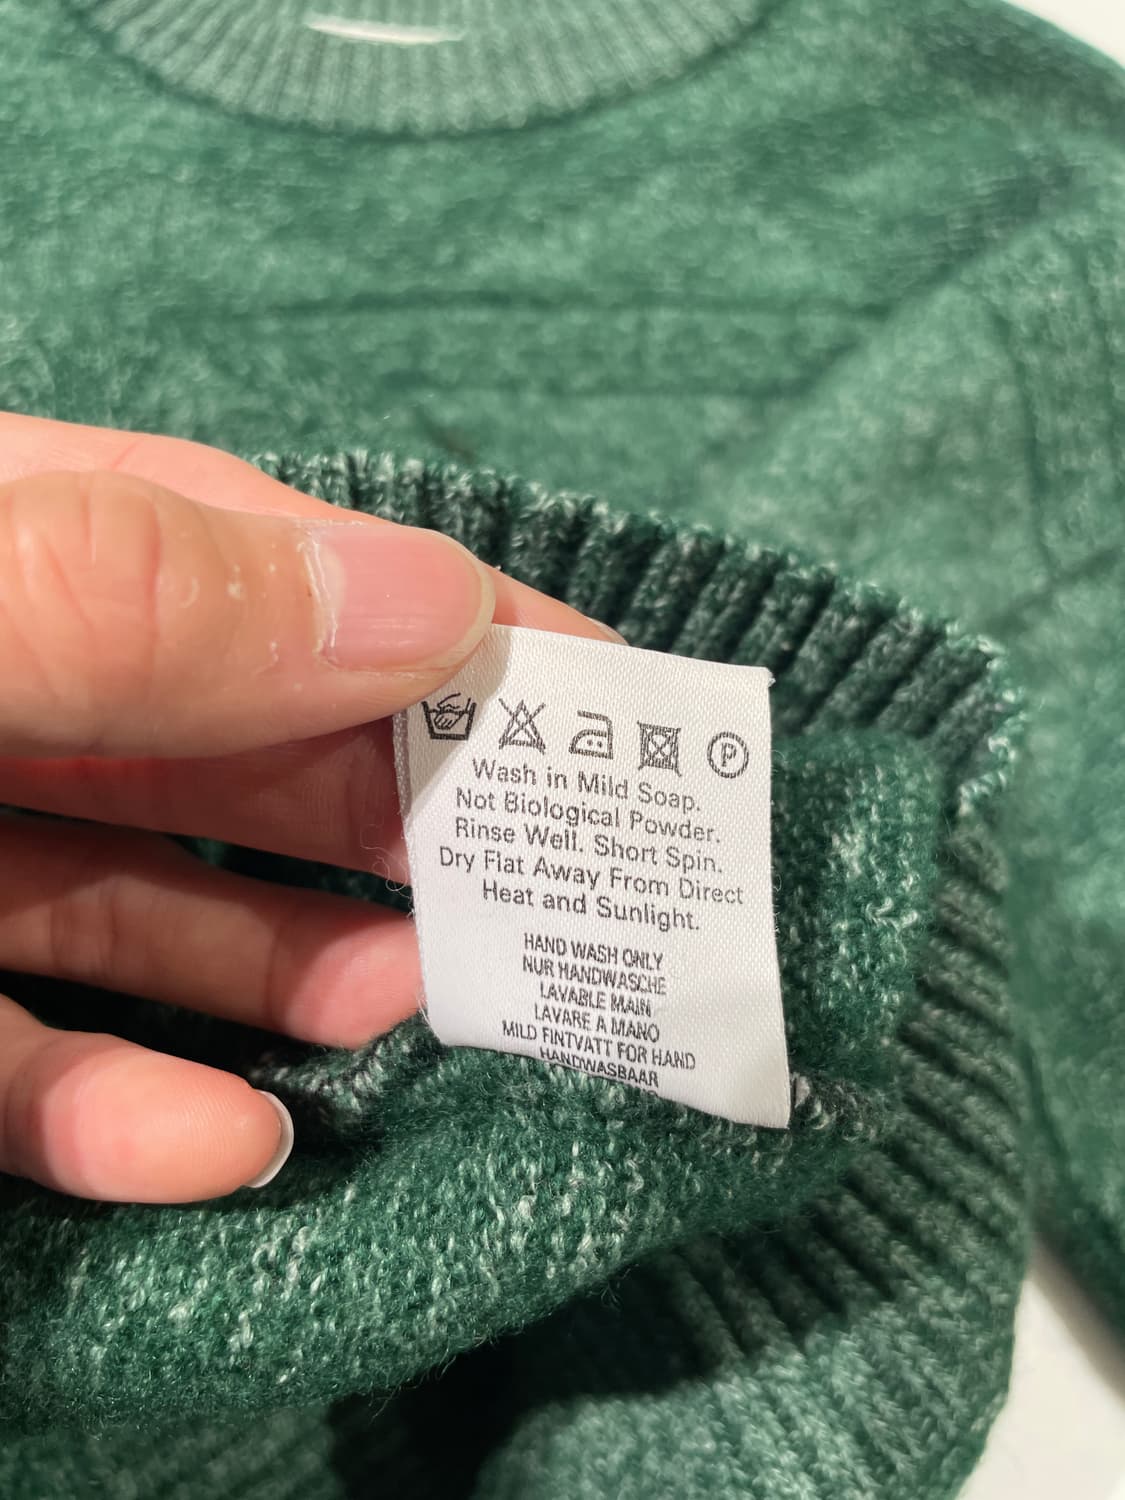 P
Wash in Mild Soap.
Not Biological Powder.
Rinse Well. Short Spin.
Dry Flat Away From Direct
Heat and Sunlight.
HAND WASH ONLY
NUR HANDWASCHE
LAVABLE MAIN
LAVARE A MANO
MILD FINTVATT FOR HAND
HANDWASBAAR